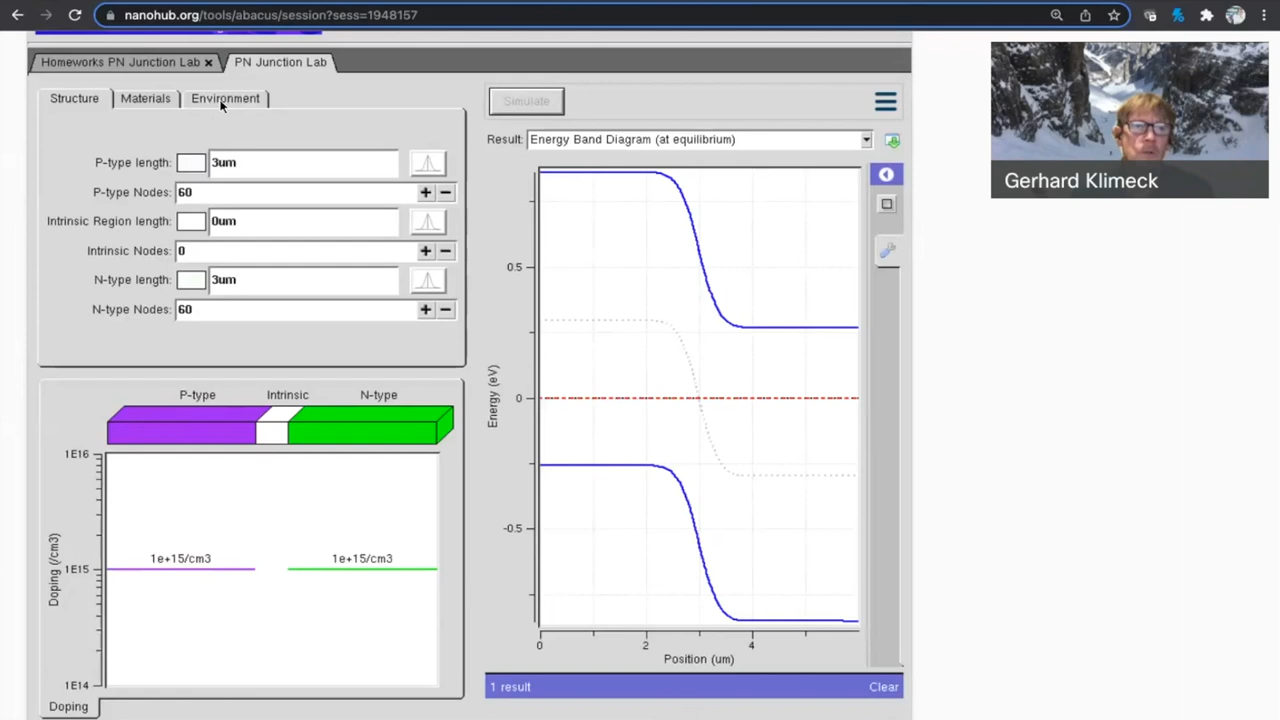 nanohub.org/tools/abacus/session?sess=1948157
Homeworks PN Junction Lab ×
PN Junction Lab
Structure
Materials
Environment
Simulate
Result: Energy Band Diagram (at equilibrium)
P-type length: 3um
P-type Nodes: 60 + −
Intrinsic Region length: 0um
Intrinsic Nodes: 0 + −
N-type length: 3um
N-type Nodes: 60 + −
P-type
Intrinsic
N-type
1E16
1E15
1E14
Doping (/cm3)
1e+15/cm3
1e+15/cm3
Doping
0.5
0
-0.5
Energy (eV)
0
2
4
Position (um)
1 result
Clear
Gerhard Klimeck